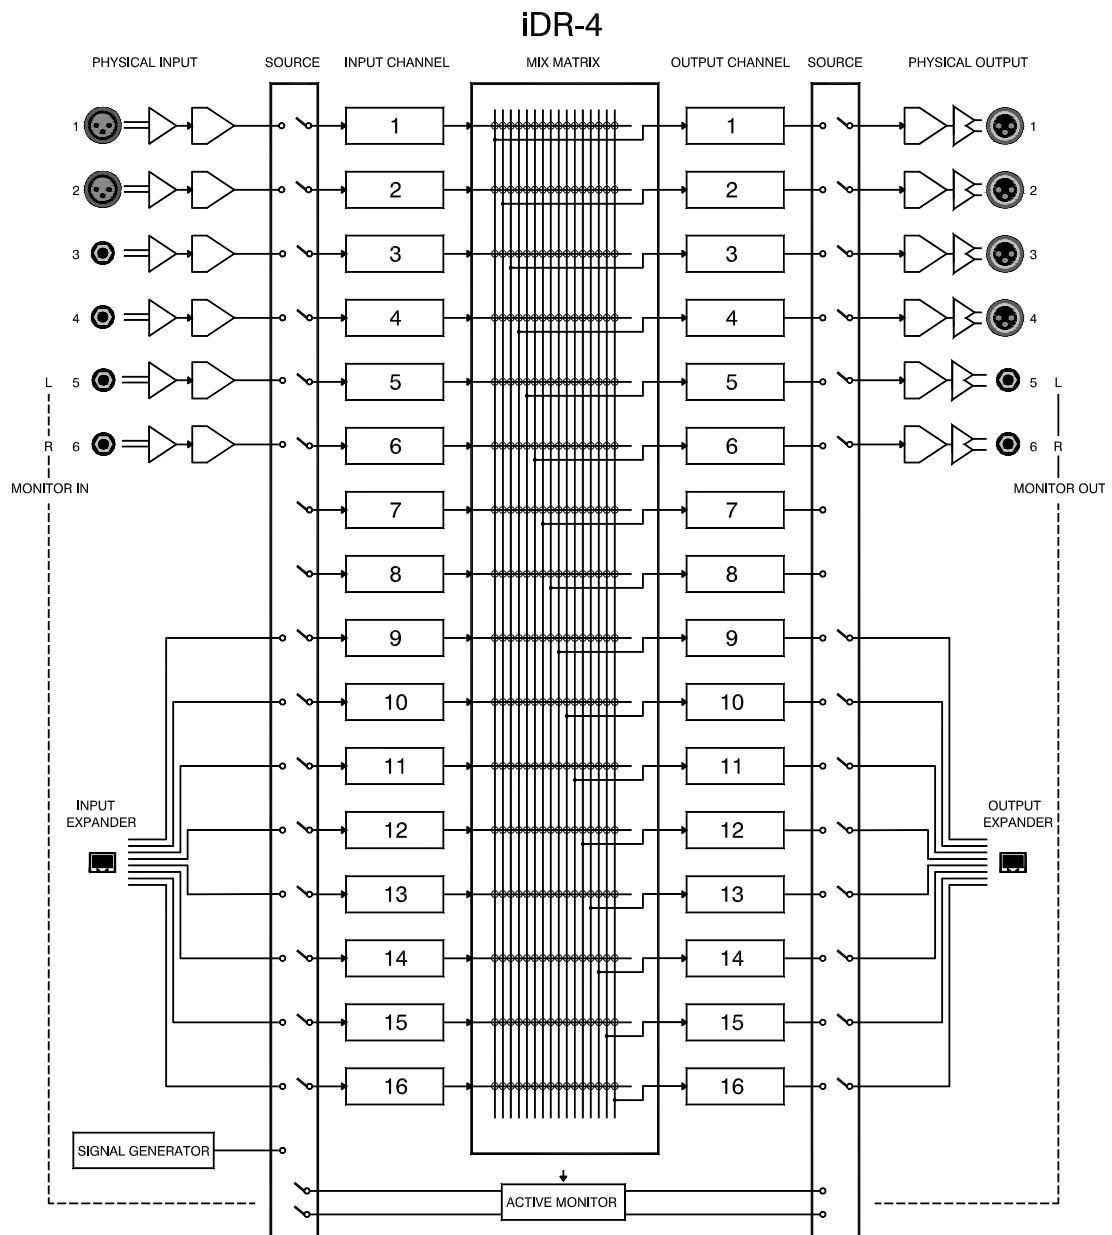 iDR-4
PHYSICAL INPUT SOURCE INPUT CHANNEL MIX MATRIX OUTPUT CHANNEL SOURCE PHYSICAL OUTPUT
1 1 1 1
2 2 2 2
3 3 3 3
4 4 4 4
L 5 5 5 5 L
R 6 6 6 6 R
MONITOR IN MONITOR OUT
7 7
8 8
9 9
10 10
11 11
INPUT EXPANDER
OUTPUT EXPANDER
12 12
13 13
14 14
15 15
16 16
SIGNAL GENERATOR
ACTIVE MONITOR